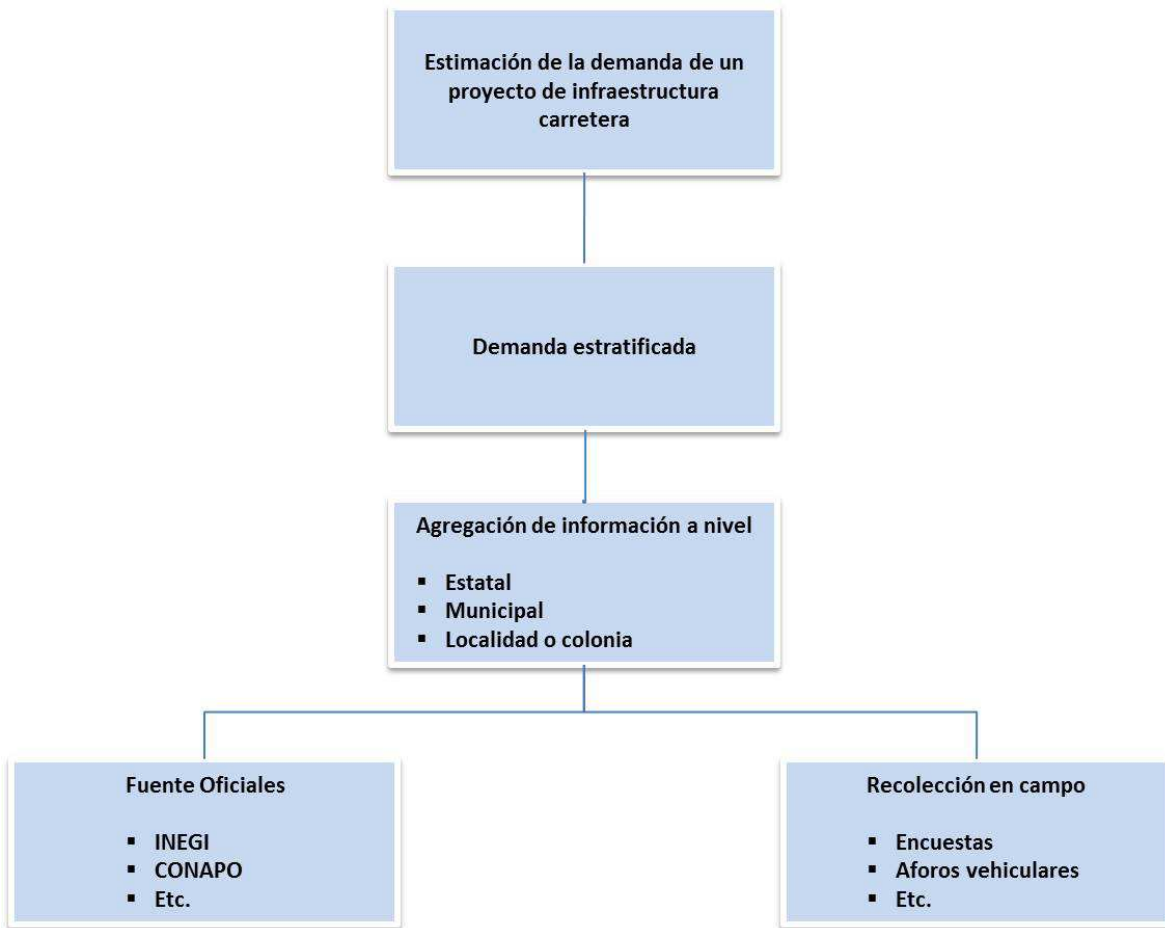 Estimación de la demanda de un
proyecto de infraestructura
carretera
Demanda estratificada
Agregación de información a nivel
▪ Estatal
▪ Municipal
▪ Localidad o colonia
Fuente Oficiales
▪ INEGI
▪ CONAPO
▪ Etc.
Recolección en campo
▪ Encuestas
▪ Aforos vehiculares
▪ Etc.